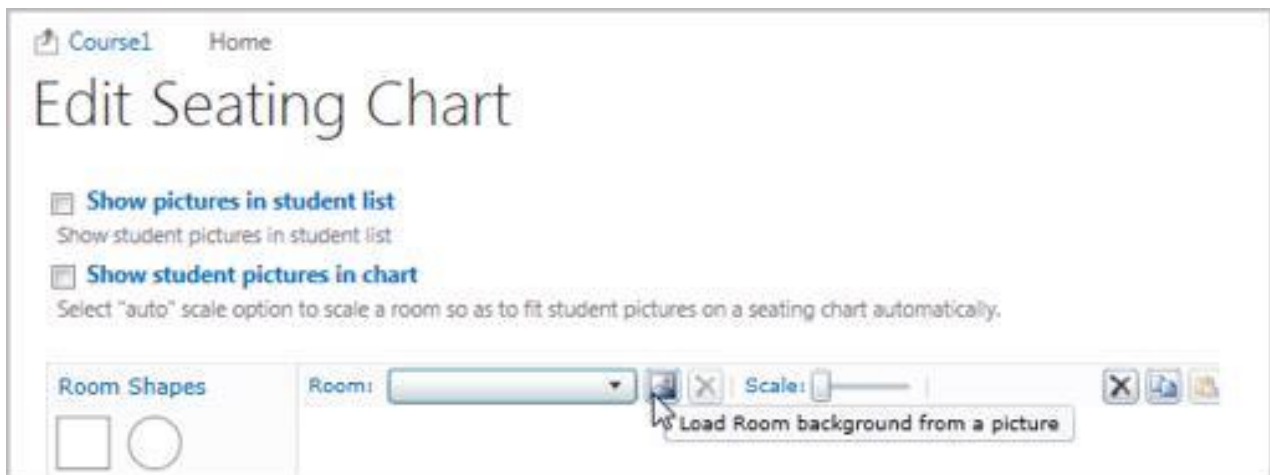 Course1 Home
Edit Seating Chart
Show pictures in student list
Show student pictures in student list
Show student pictures in chart
Select "auto" scale option to scale a room so as to fit student pictures on a seating chart automatically.
Room Shapes Room: Scale:
Load Room background from a picture